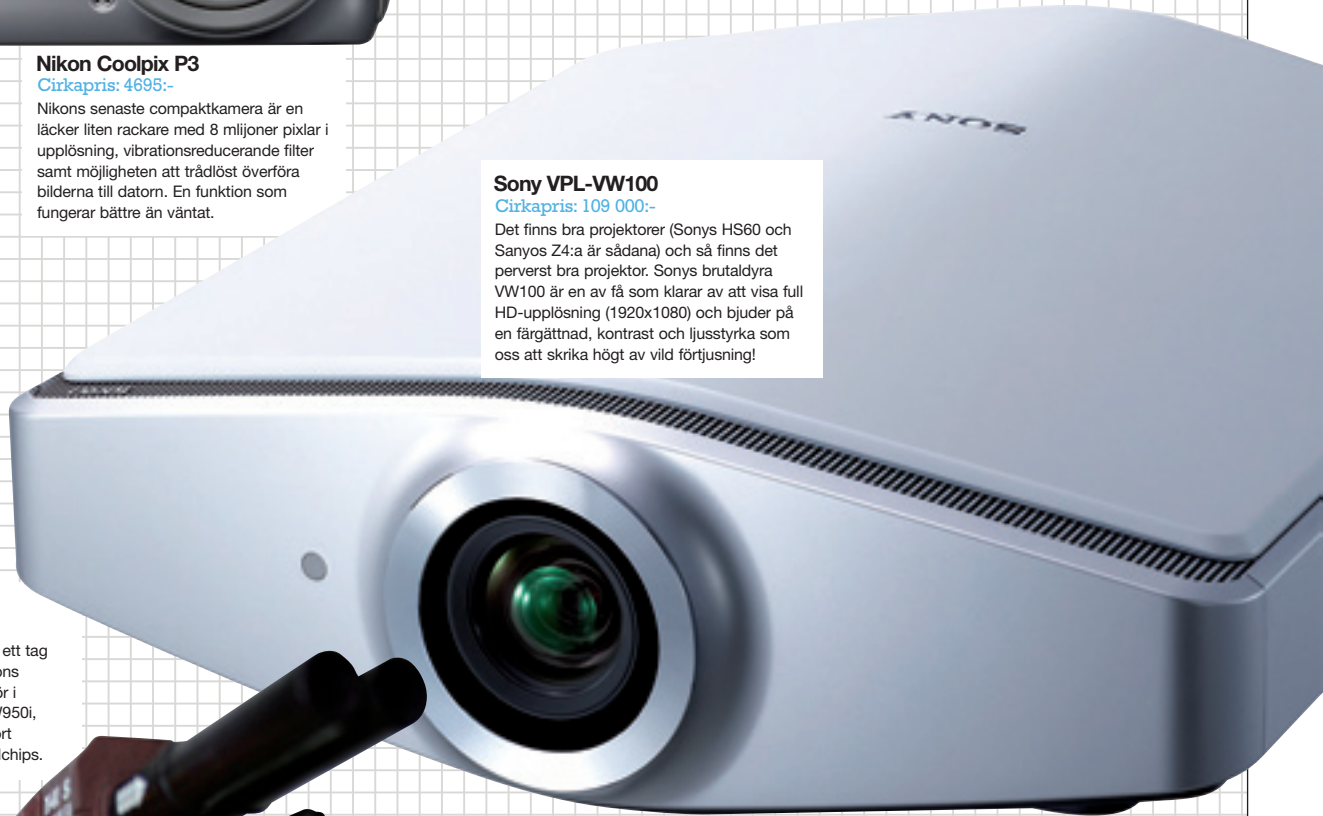 Nikon Coolpix P3
Cirkapris: 4695:-
Nikons senaste compaktkamera är en
läcker liten rackare med 8 mlijoner pixlar i
upplösning, vibrationsreducerande filter
samt möjligheten att trådlöst överföra
bilderna till datorn. En funktion som
fungerar bättre än väntat.
SONY
Sony VPL-VW100
Cirkapris: 109 000:-
Det finns bra projektorer (Sonys HS60 och
Sanyos Z4:a är sådana) och så finns det
perverst bra projektor. Sonys brutaldyra
VW100 är en av få som klarar av att visa full
HD-upplösning (1920x1080) och bjuder på
en färgättnad, kontrast och ljusstyrka som
oss att skrika högt av vild förtjusning!
ett tag
ons
ör i
950i,
ort
lchips.